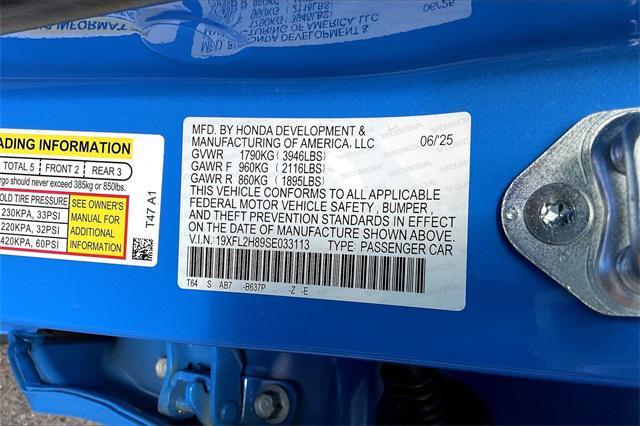 06/25
ADING INFORMATION
TOTAL 5 FRONT 2 REAR 3
rgo should never exceed 385kg or 850lbs.
OLD TIRE PRESSURE
230KPA, 33PSI
220KPA, 32PSI
420KPA, 60PSI
SEE OWNER'S
MANUAL FOR
ADDITIONAL
INFORMATION
T47 A1
MFD. BY HONDA DEVELOPMENT &
MANUFACTURING OF AMERICA, LLC 06/25
GVWR 1790KG (3946LBS)
GAWR F 960KG (2116LBS)
GAWR R 860KG (1895LBS)
THIS VEHICLE CONFORMS TO ALL APPLICABLE
FEDERAL MOTOR VEHICLE SAFETY, BUMPER,
AND THEFT PREVENTION STANDARDS IN EFFECT
ON THE DATE OF MANUFACTURE SHOWN ABOVE.
V.I.N.: 19XFL2H89SE033113 TYPE: PASSENGER CAR
T64 S AB7 -B637P -Z -E